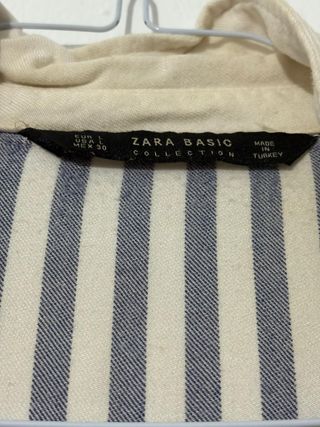 EUR L
USA L
MEX 30
ZARA BASIC
COLLECTION
MADE
IN
TURKEY